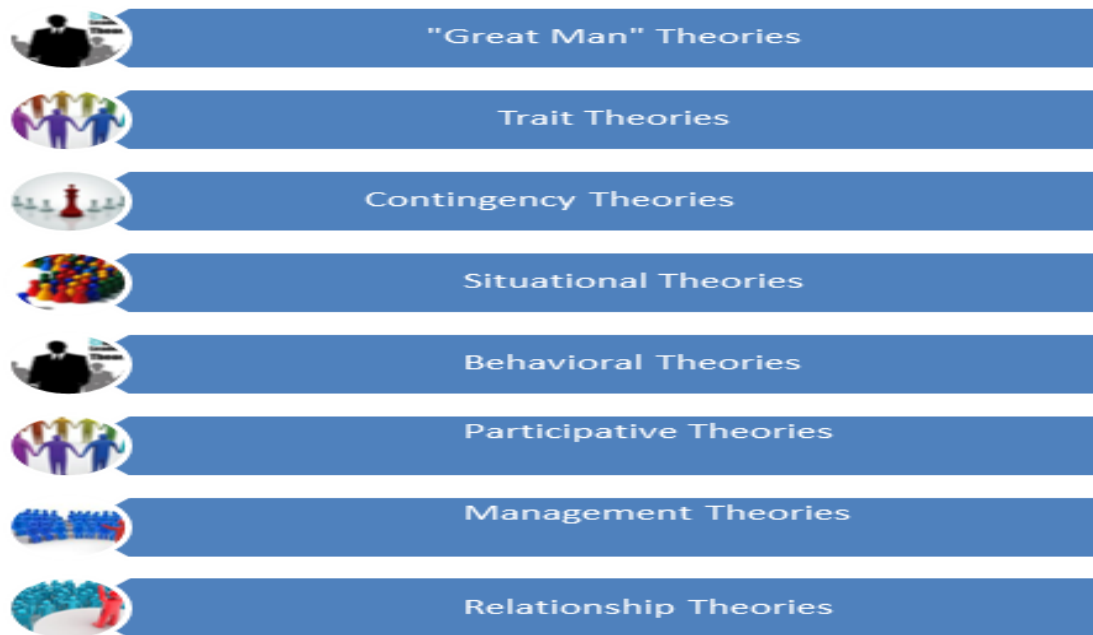 "Great Man" Theories
Trait Theories
Contingency Theories
Situational Theories
Behavioral Theories
Participative Theories
Management Theories
Relationship Theories